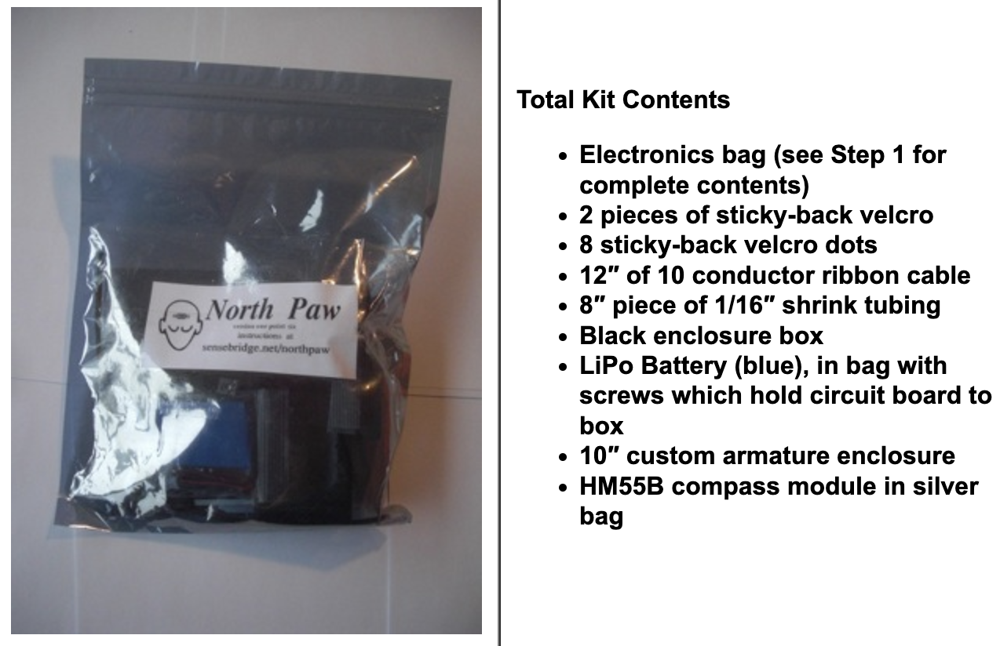 North Paw
version one point six
instructions at
sensebridge.net/northpaw
Total Kit Contents
• Electronics bag (see Step 1 for
complete contents)
• 2 pieces of sticky-back velcro
• 8 sticky-back velcro dots
• 12″ of 10 conductor ribbon cable
• 8″ piece of 1/16″ shrink tubing
• Black enclosure box
• LiPo Battery (blue), in bag with
screws which hold circuit board to
box
• 10″ custom armature enclosure
• HM55B compass module in silver
bag